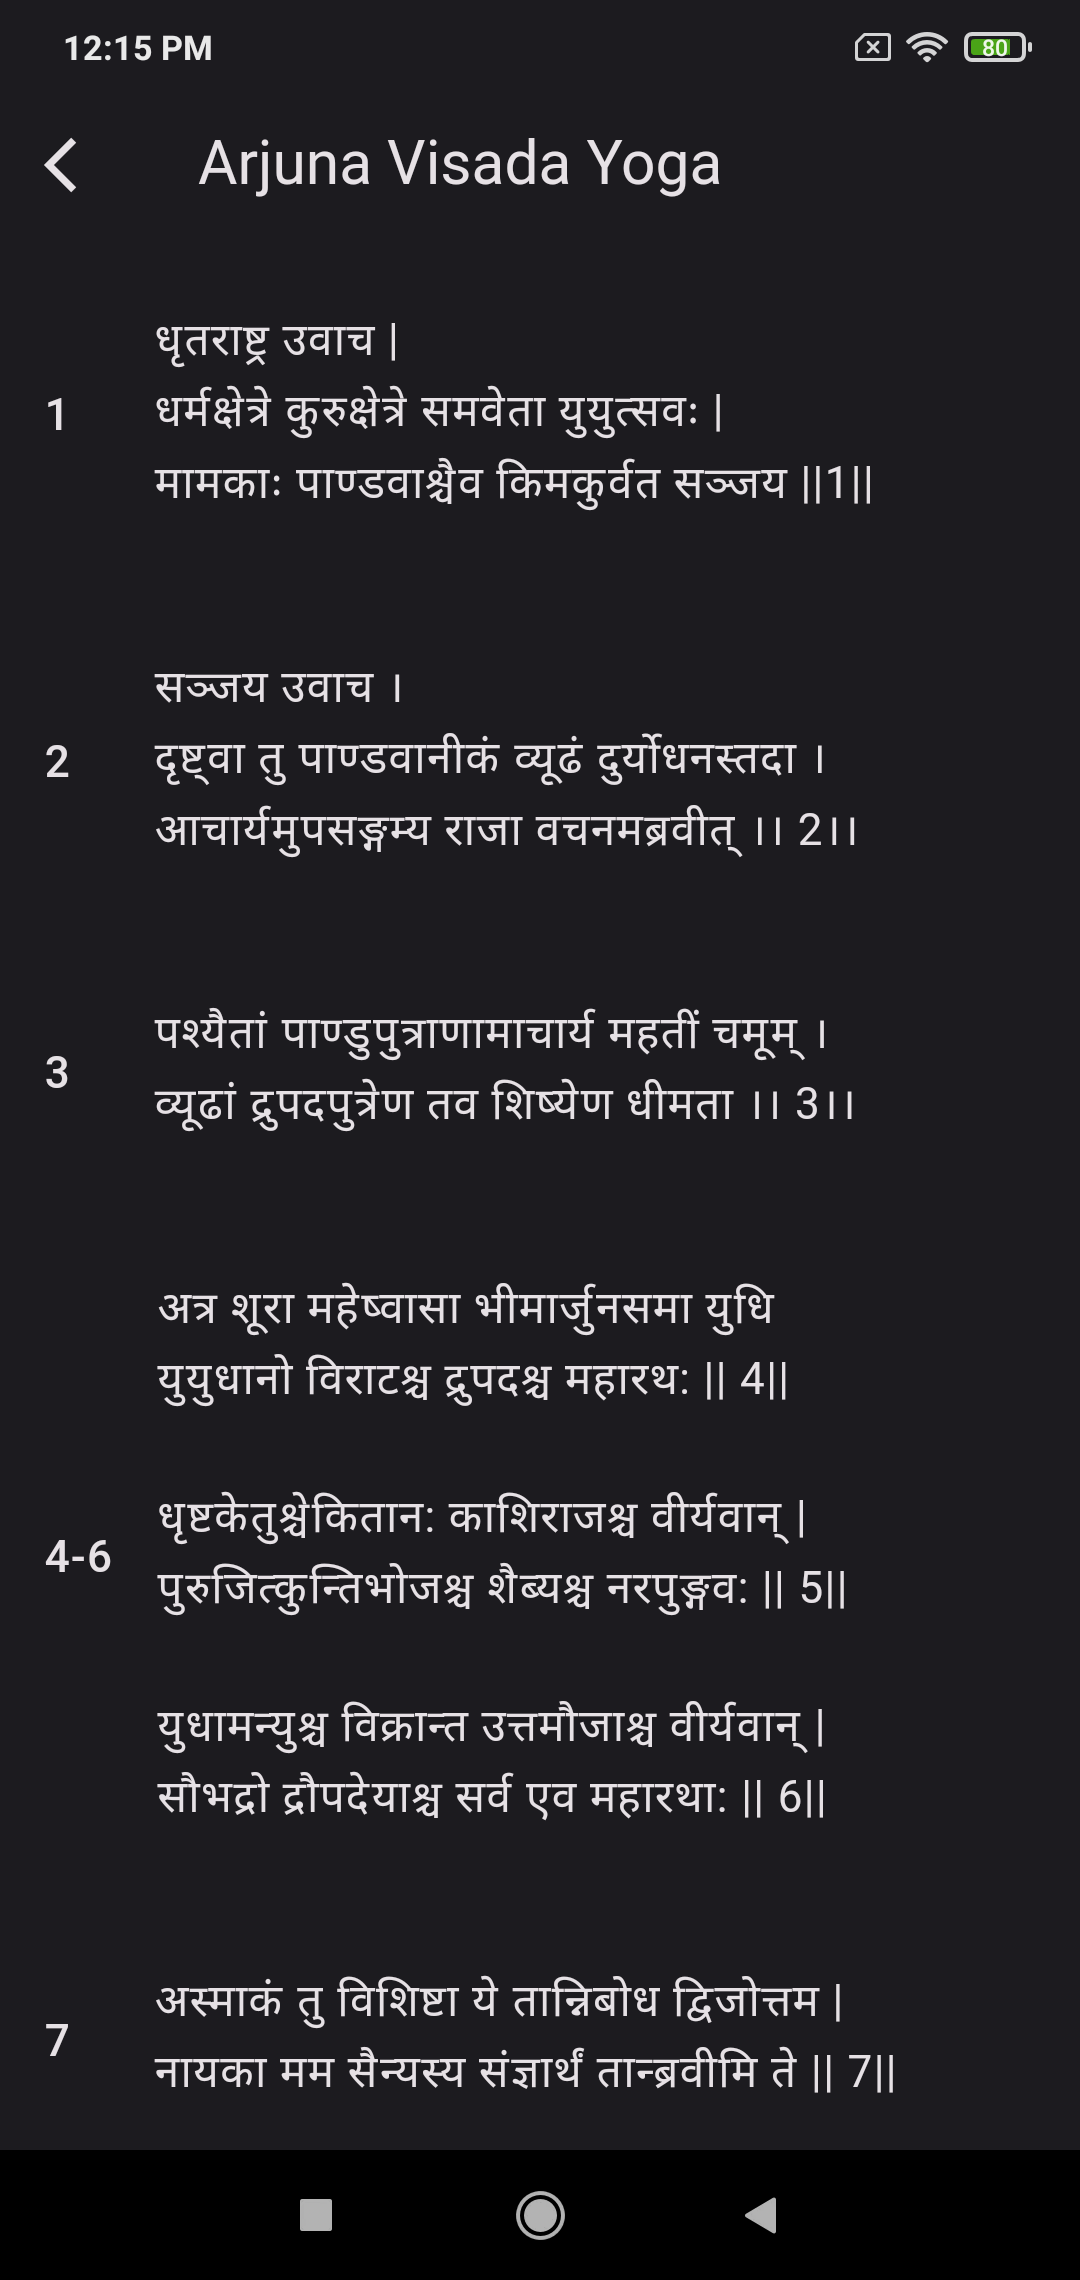 12:15 PM
80
Arjuna Visada Yoga
धृतराष्ट्र उवाच |
1
धर्मक्षेत्रे कुरुक्षेत्रे समवेता युयुत्सवः |
मामकाः पाण्डवाश्चैव किमकुर्वत सञ्जय ||1||
सञ्जय उवाच ।
2
दृष्ट्वा तु पाण्डवानीकं व्यूढं दुर्योधनस्तदा ।
आचार्यमुपसङ्गम्य राजा वचनमब्रवीत् ।। 2।।
3
पश्यैतां पाण्डुपुत्राणामाचार्य महतीं चमूम् ।
व्यूढां द्रुपदपुत्रेण तव शिष्येण धीमता ।। 3।।
अत्र शूरा महेष्वासा भीमार्जुनसमा युधि
युयुधानो विराटश्च द्रुपदश्च महारथ: || 4||
4-6
धृष्टकेतुश्चेकितान: काशिराजश्च वीर्यवान् |
पुरुजित्कुन्तिभोजश्च शैब्यश्च नरपुङ्गव: || 5||
युधामन्युश्च विक्रान्त उत्तमौजाश्च वीर्यवान् |
सौभद्रो द्रौपदेयाश्च सर्व एव महारथा: || 6||
7
अस्माकं तु विशिष्टा ये तान्निबोध द्विजोत्तम |
नायका मम सैन्यस्य संज्ञार्थं तान्ब्रवीमि ते || 7||